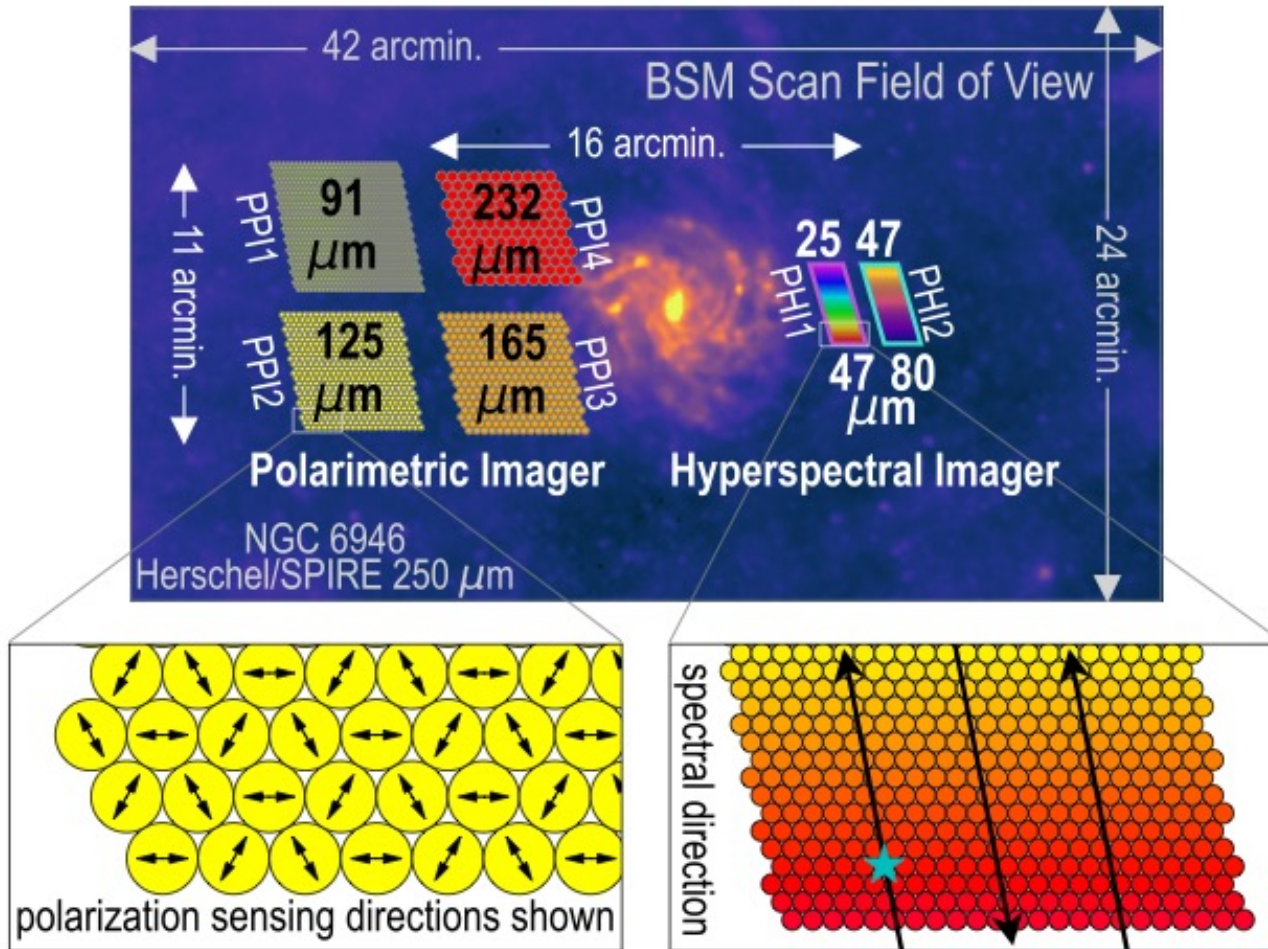 42 arcmin.
BSM Scan Field of View
16 arcmin.
24 arcmin.
11 arcmin.
PPI1
91
μm
232
μm
PPI4
PPI2
125
μm
165
μm
PPI3
25 47
PHI1
PHI2
47 80
μm
Polarimetric Imager
Hyperspectral Imager
NGC 6946
Herschel/SPIRE 250 μm
polarization sensing directions shown
spectral direction